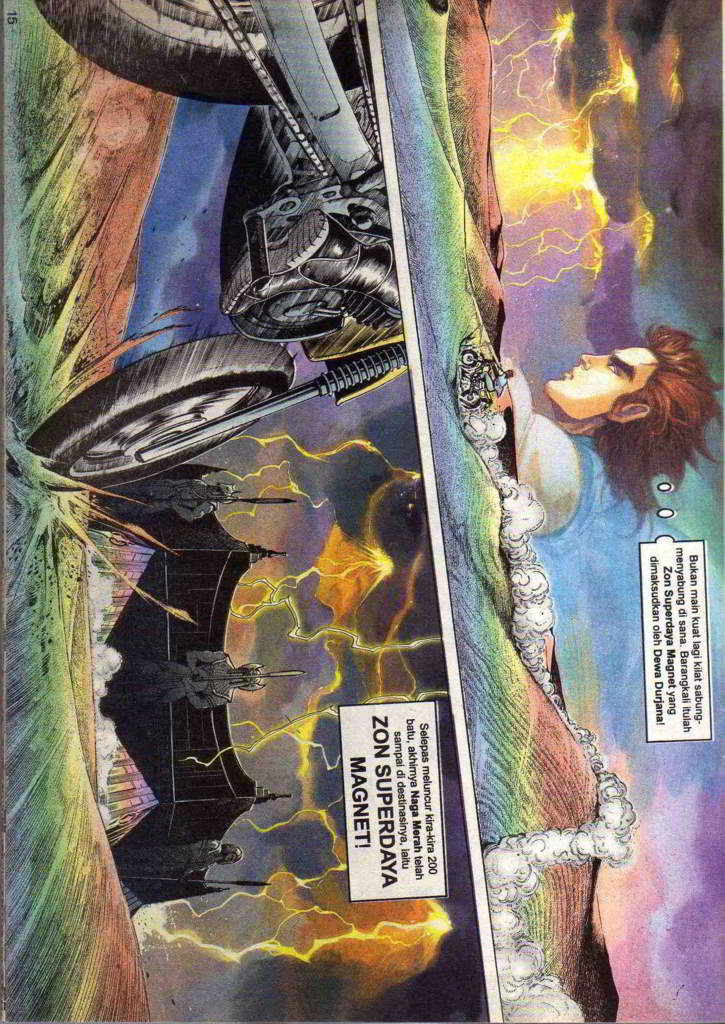 Bukan main kuat lagi kilat sabung-
menyabung di sana. Barangkali itulah
Zon Superdaya Magnet yang
dimaksudkan oleh Dewa Durjana!
Selepas meluncur kira-kira 200
batu, akhirnya Naga Merah telah
sampai di destinasinya, iaitu
ZON SUPERDAYA
MAGNET!
15